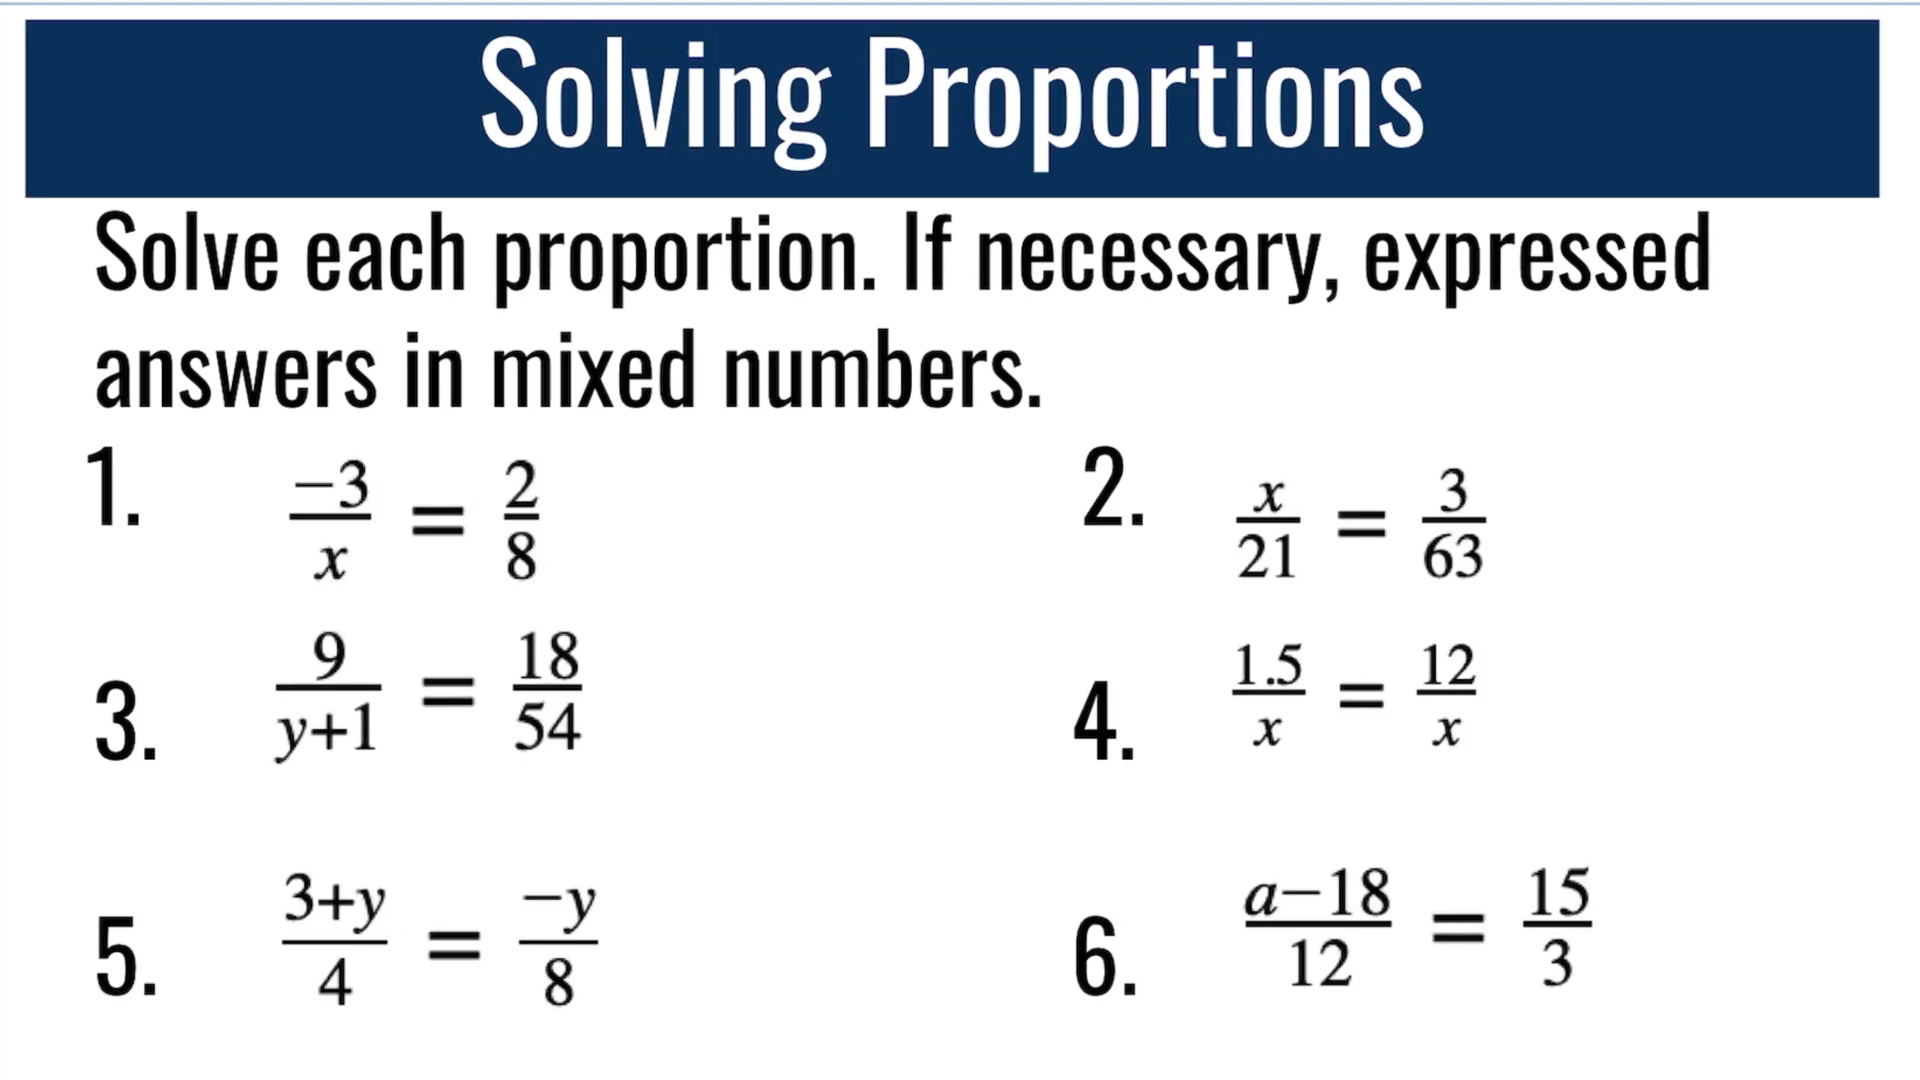 Solving Proportions
Solve each proportion. If necessary, expressed
answers in mixed numbers.
1. −3/x = 2/8
2. x/21 = 3/63
3. 9/y+1 = 18/54
4. 1.5/x = 12/x
5. 3+y/4 = −y/8
6. a−18/12 = 15/3